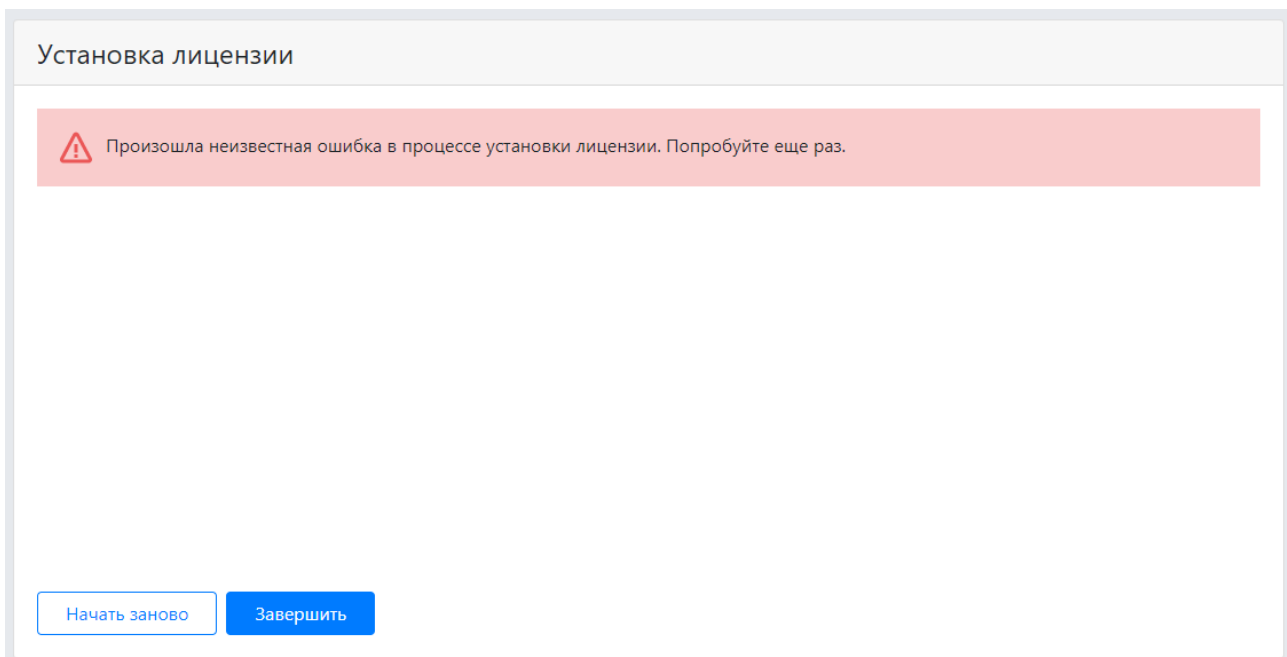 Установка лицензии
Произошла неизвестная ошибка в процессе установки лицензии. Попробуйте еще раз.
Начать заново
Завершить